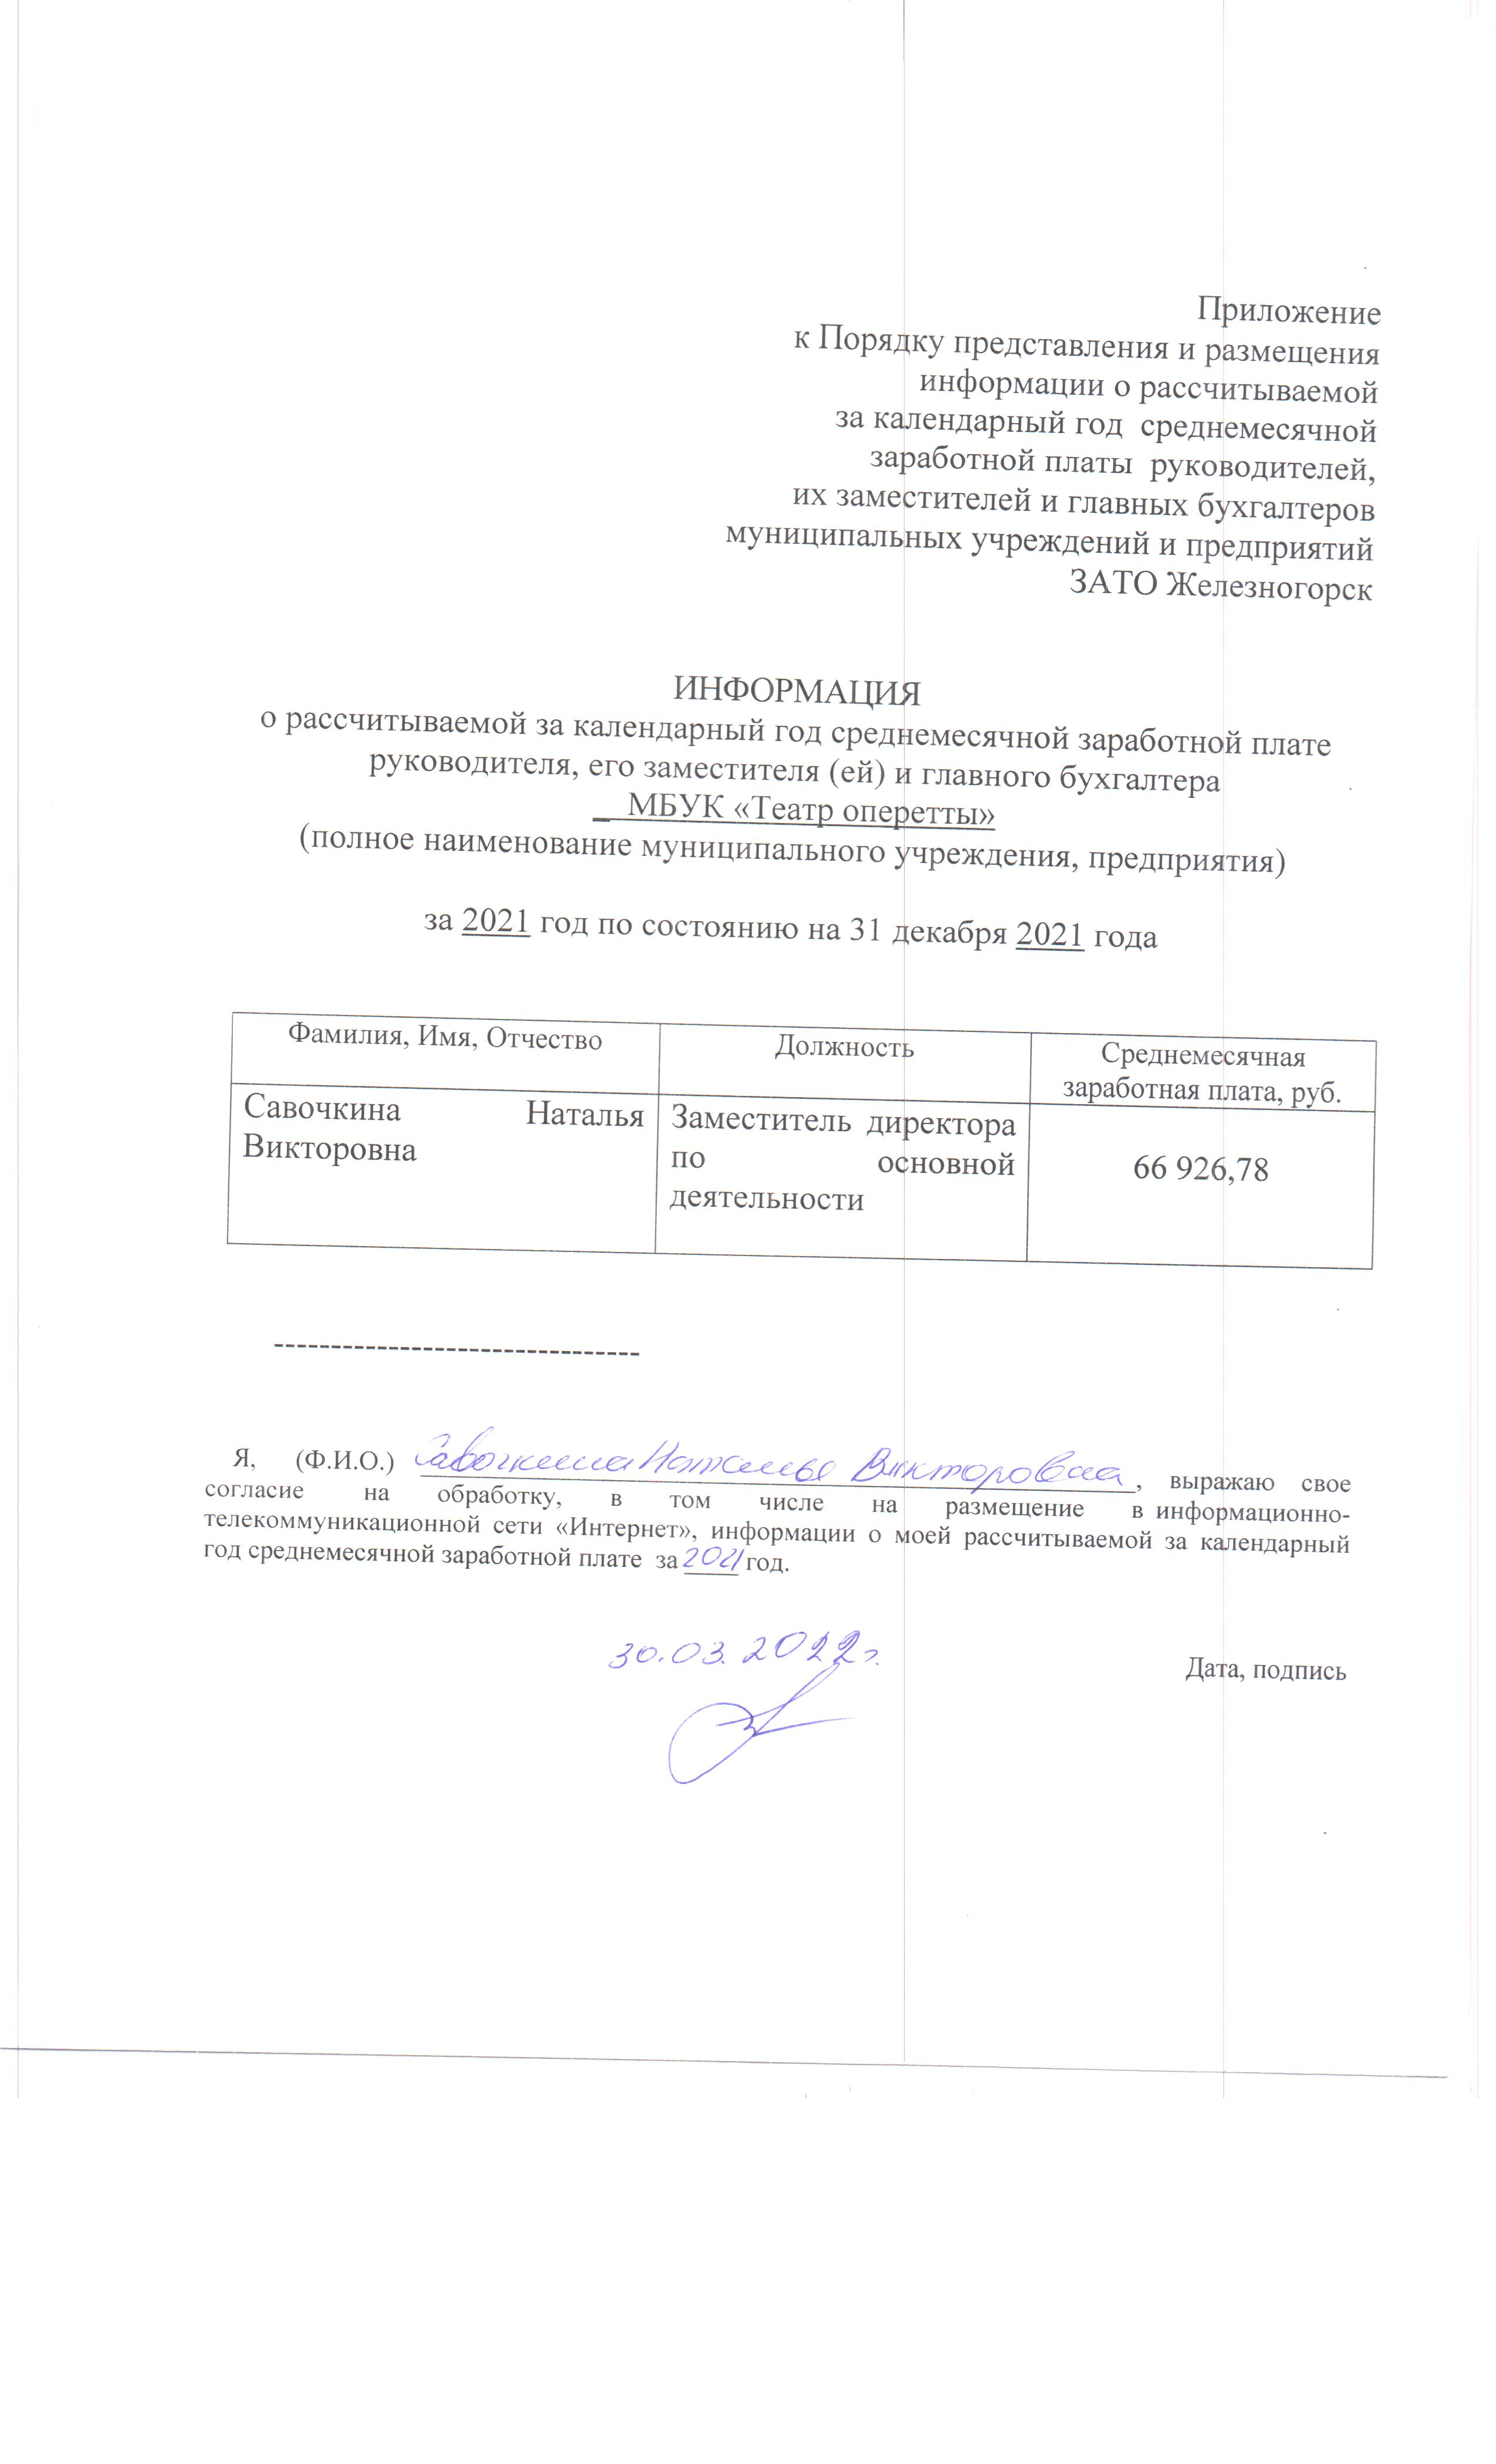 Приложение
к Порядку представления и размещения
информации о рассчитываемой
за календарный год среднемесячной
заработной платы руководителей,
их заместителей и главных бухгалтеров
муниципальных учреждений и предприятий
ЗАТО Железногорск
ИНФОРМАЦИЯ
о рассчитываемой за календарный год среднемесячной заработной плате
руководителя, его заместителя (ей) и главного бухгалтера
_ МБУК «Театр оперетты»
(полное наименование муниципального учреждения, предприятия)
за 2021 год по состоянию на 31 декабря 2021 года
Фамилия, Имя, Отчество
Должность
Среднемесячная
заработная плата, руб.
Савочкина Наталья
Викторовна
Заместитель директора
по основной
деятельности
66 926,78
--------------------------------
Я, (Ф.И.О.) Савочкина Наталья Викторовна, выражаю свое
согласие на обработку, в том числе на размещение в информационно-
телекоммуникационной сети «Интернет», информации о моей рассчитываемой за календарный
год среднемесячной заработной плате за 2021 год.
30.03.2022г.
Дата, подпись